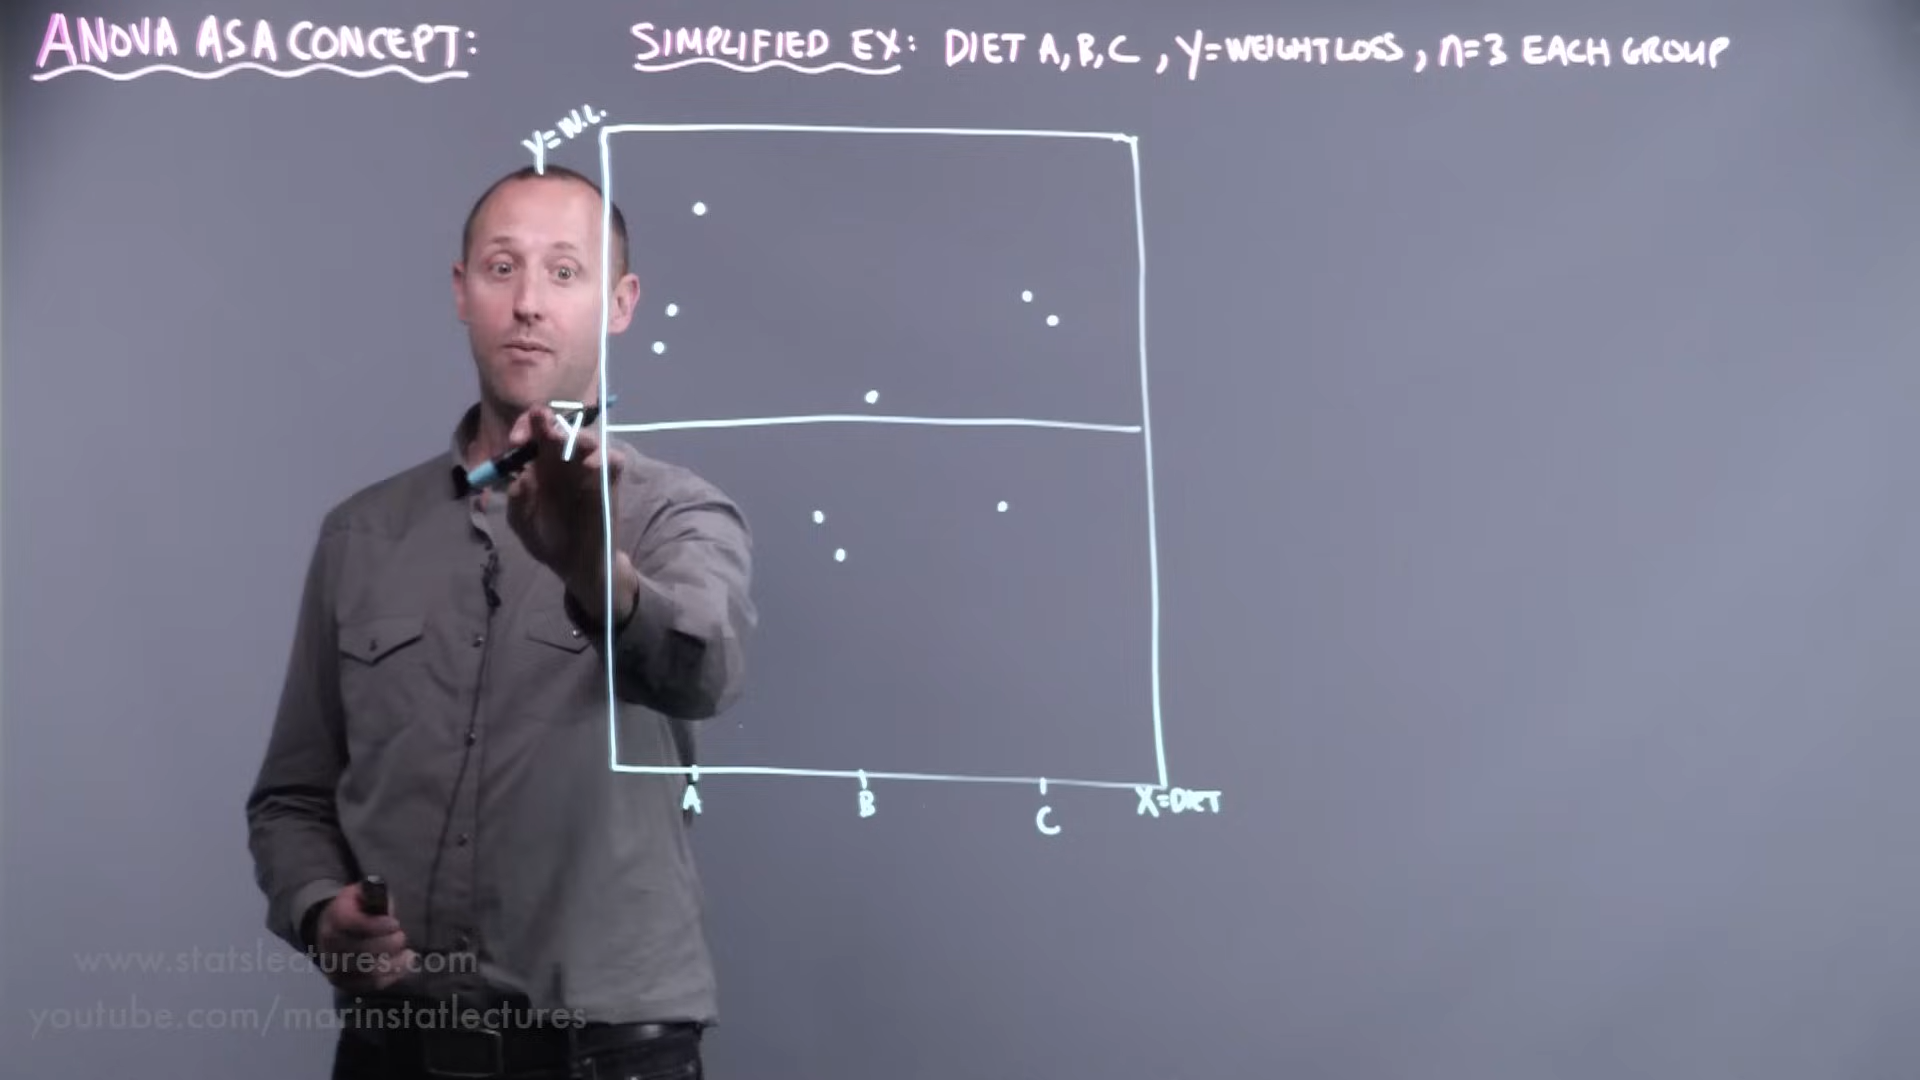 ANOVA AS A CONCEPT:
SIMPLIFIED EX: DIET A, B, C, Y=WEIGHT LOSS, n=3 EACH GROUP
Y=W.L.
Ȳ
A
B
C
X=DIET
www.statslectures.com
youtube.com/marinstatlectures